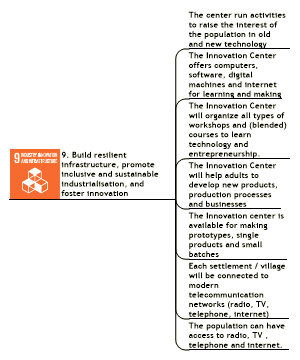 The center run activities
to raise the interest of
the population in old
and new technology
The Innovation Center
offers computers,
software, digital
machines and internet
for learning and making
The Innovation Center
will organize all types of
workshops and (blended)
courses to learn
technology and
entrepreneurship.
9 INDUSTRY, INNOVATION
AND INFRASTRUCTURE
9. Build resilient
infrastructure, promote
inclusive and sustainable
industrialisation, and
foster innovation
The Innovation Center
will help adults to
develop new products,
production processes
and businesses
The Innovation center is
available for making
prototypes, single
products and small
batches
Each settlement / village
will be connected to
modern
telecommunication
networks (radio, TV,
telephone, internet)
The population can have
access to radio, TV ,
telephone and internet.